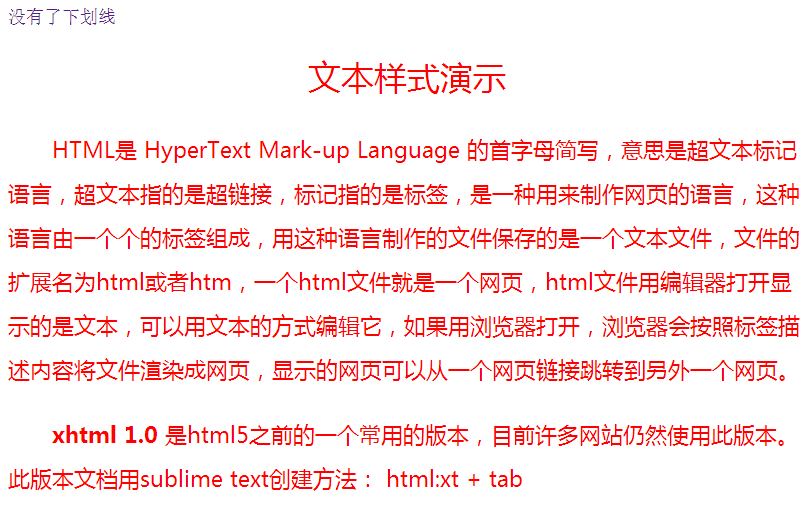 没有了下划线
文本样式演示
HTML是 HyperText Mark-up Language 的首字母简写，意思是超文本标记
语言，超文本指的是超链接，标记指的是标签，是一种用来制作网页的语言，这种
语言由一个个的标签组成，用这种语言制作的文件保存的是一个文本文件，文件的
扩展名为html或者htm，一个html文件就是一个网页，html文件用编辑器打开显
示的是文本，可以用文本的方式编辑它，如果用浏览器打开，浏览器会按照标签描
述内容将文件渲染成网页，显示的网页可以从一个网页链接跳转到另外一个网页。
xhtml 1.0 是html5之前的一个常用的版本，目前许多网站仍然使用此版本。
此版本文档用sublime text创建方法： html:xt + tab